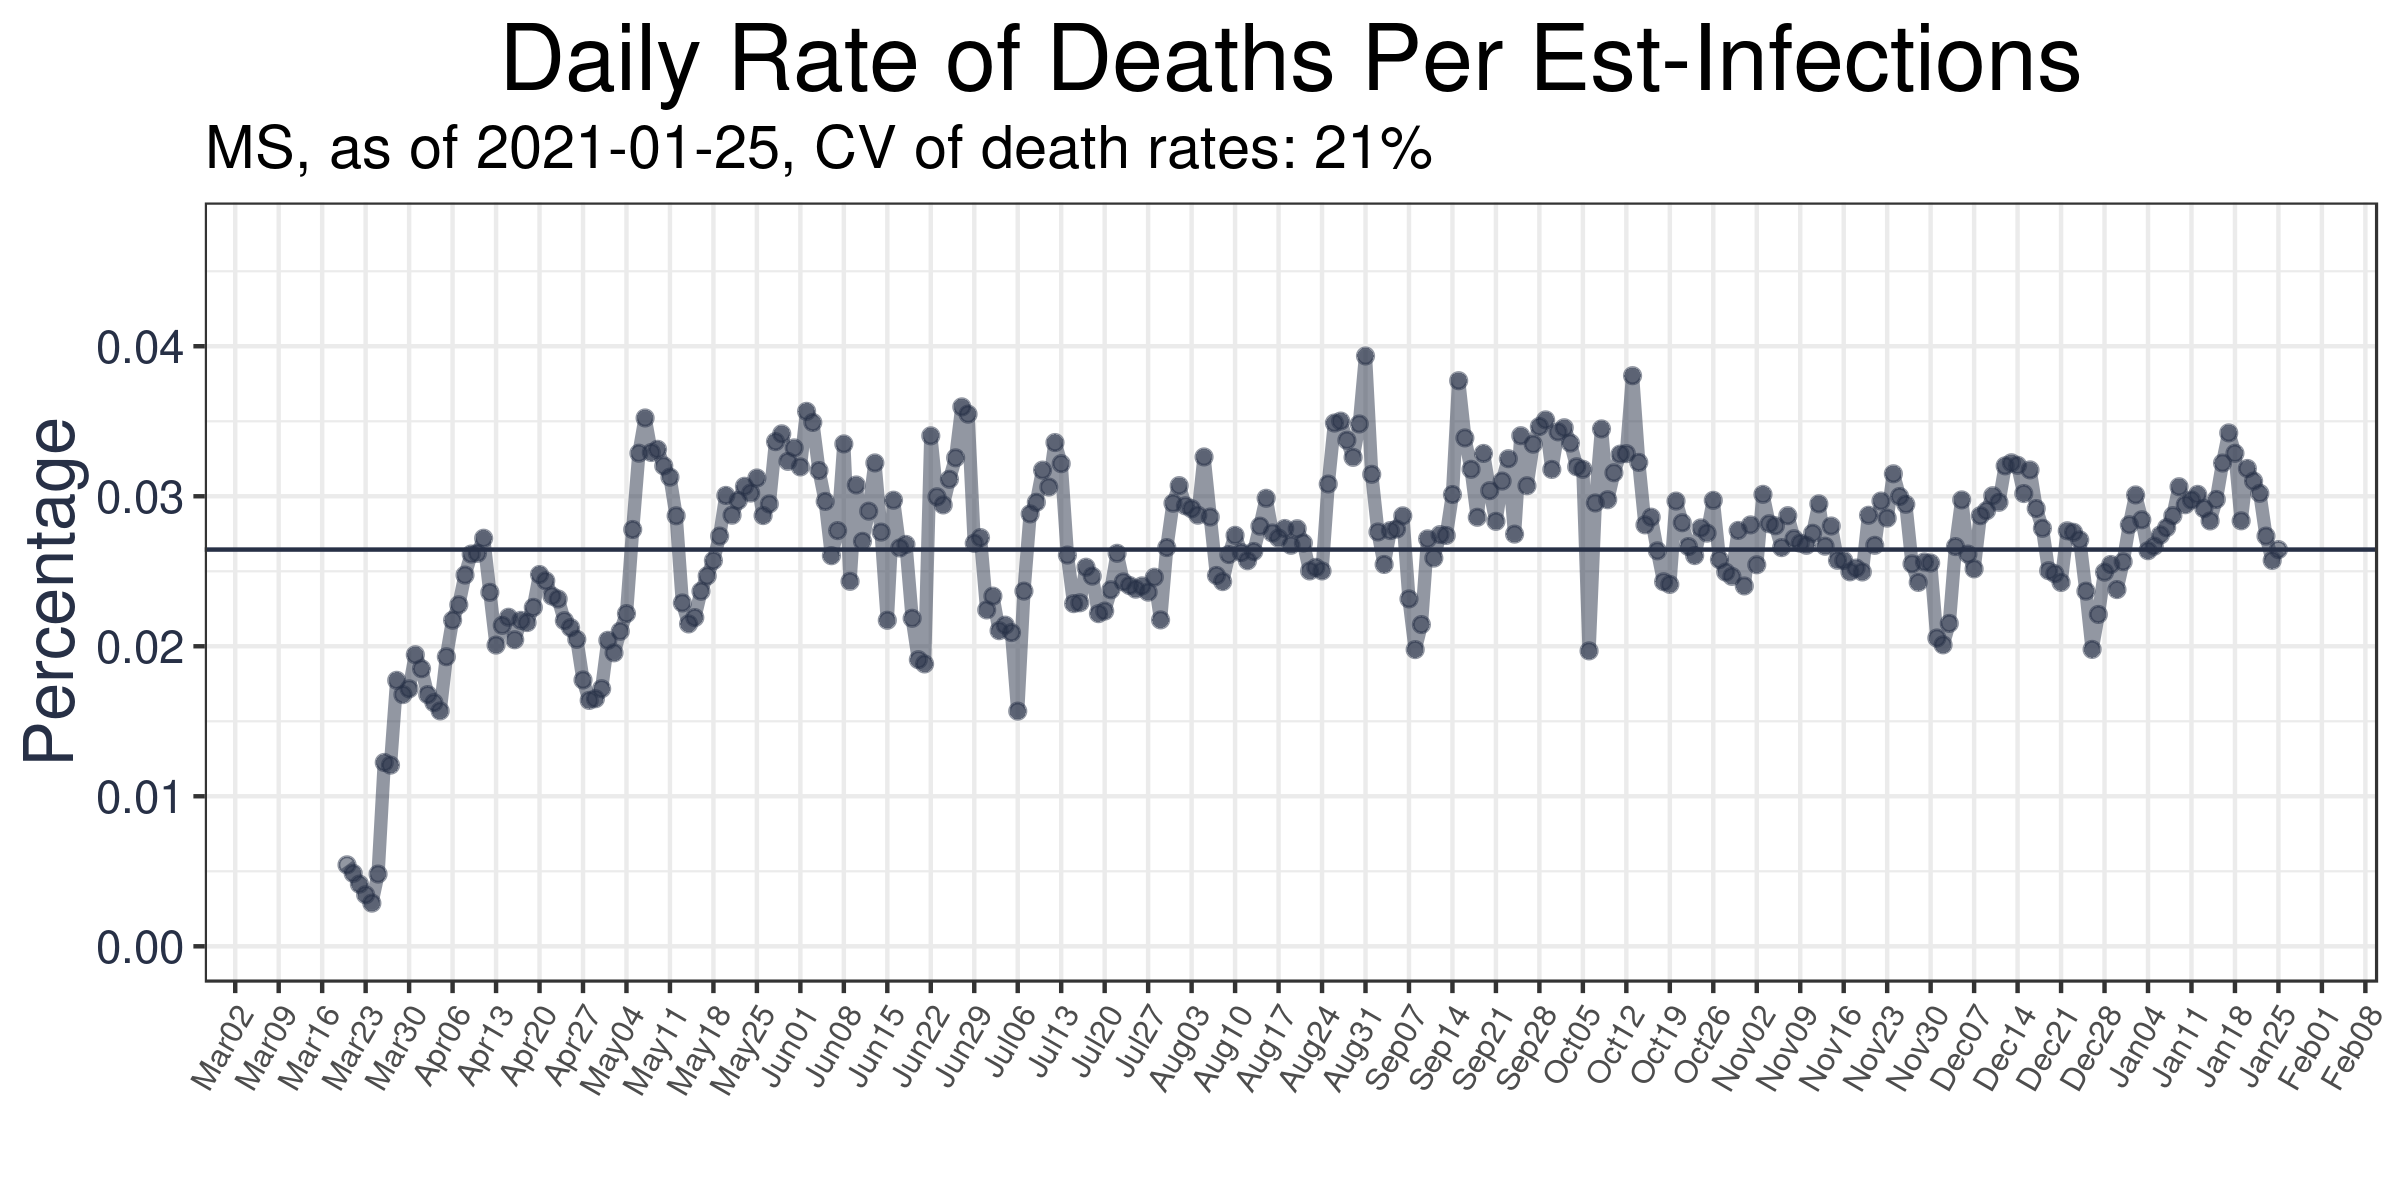 Daily Rate of Deaths Per Est-Infections
MS, as of 2021-01-25, CV of death rates: 21%
Percentage
0.04
0.03
0.02
0.01
0.00
Mar02 Mar09 Mar16 Mar23 Mar30 Apr06 Apr13 Apr20 Apr27 May04 May11 May18 May25 Jun01 Jun08 Jun15 Jun22 Jun29 Jul06 Jul13 Jul20 Jul27 Aug03 Aug10 Aug17 Aug24 Aug31 Sep07 Sep14 Sep21 Sep28 Oct05 Oct12 Oct19 Oct26 Nov02 Nov09 Nov16 Nov23 Nov30 Dec07 Dec14 Dec21 Dec28 Jan04 Jan11 Jan18 Jan25 Feb01 Feb08